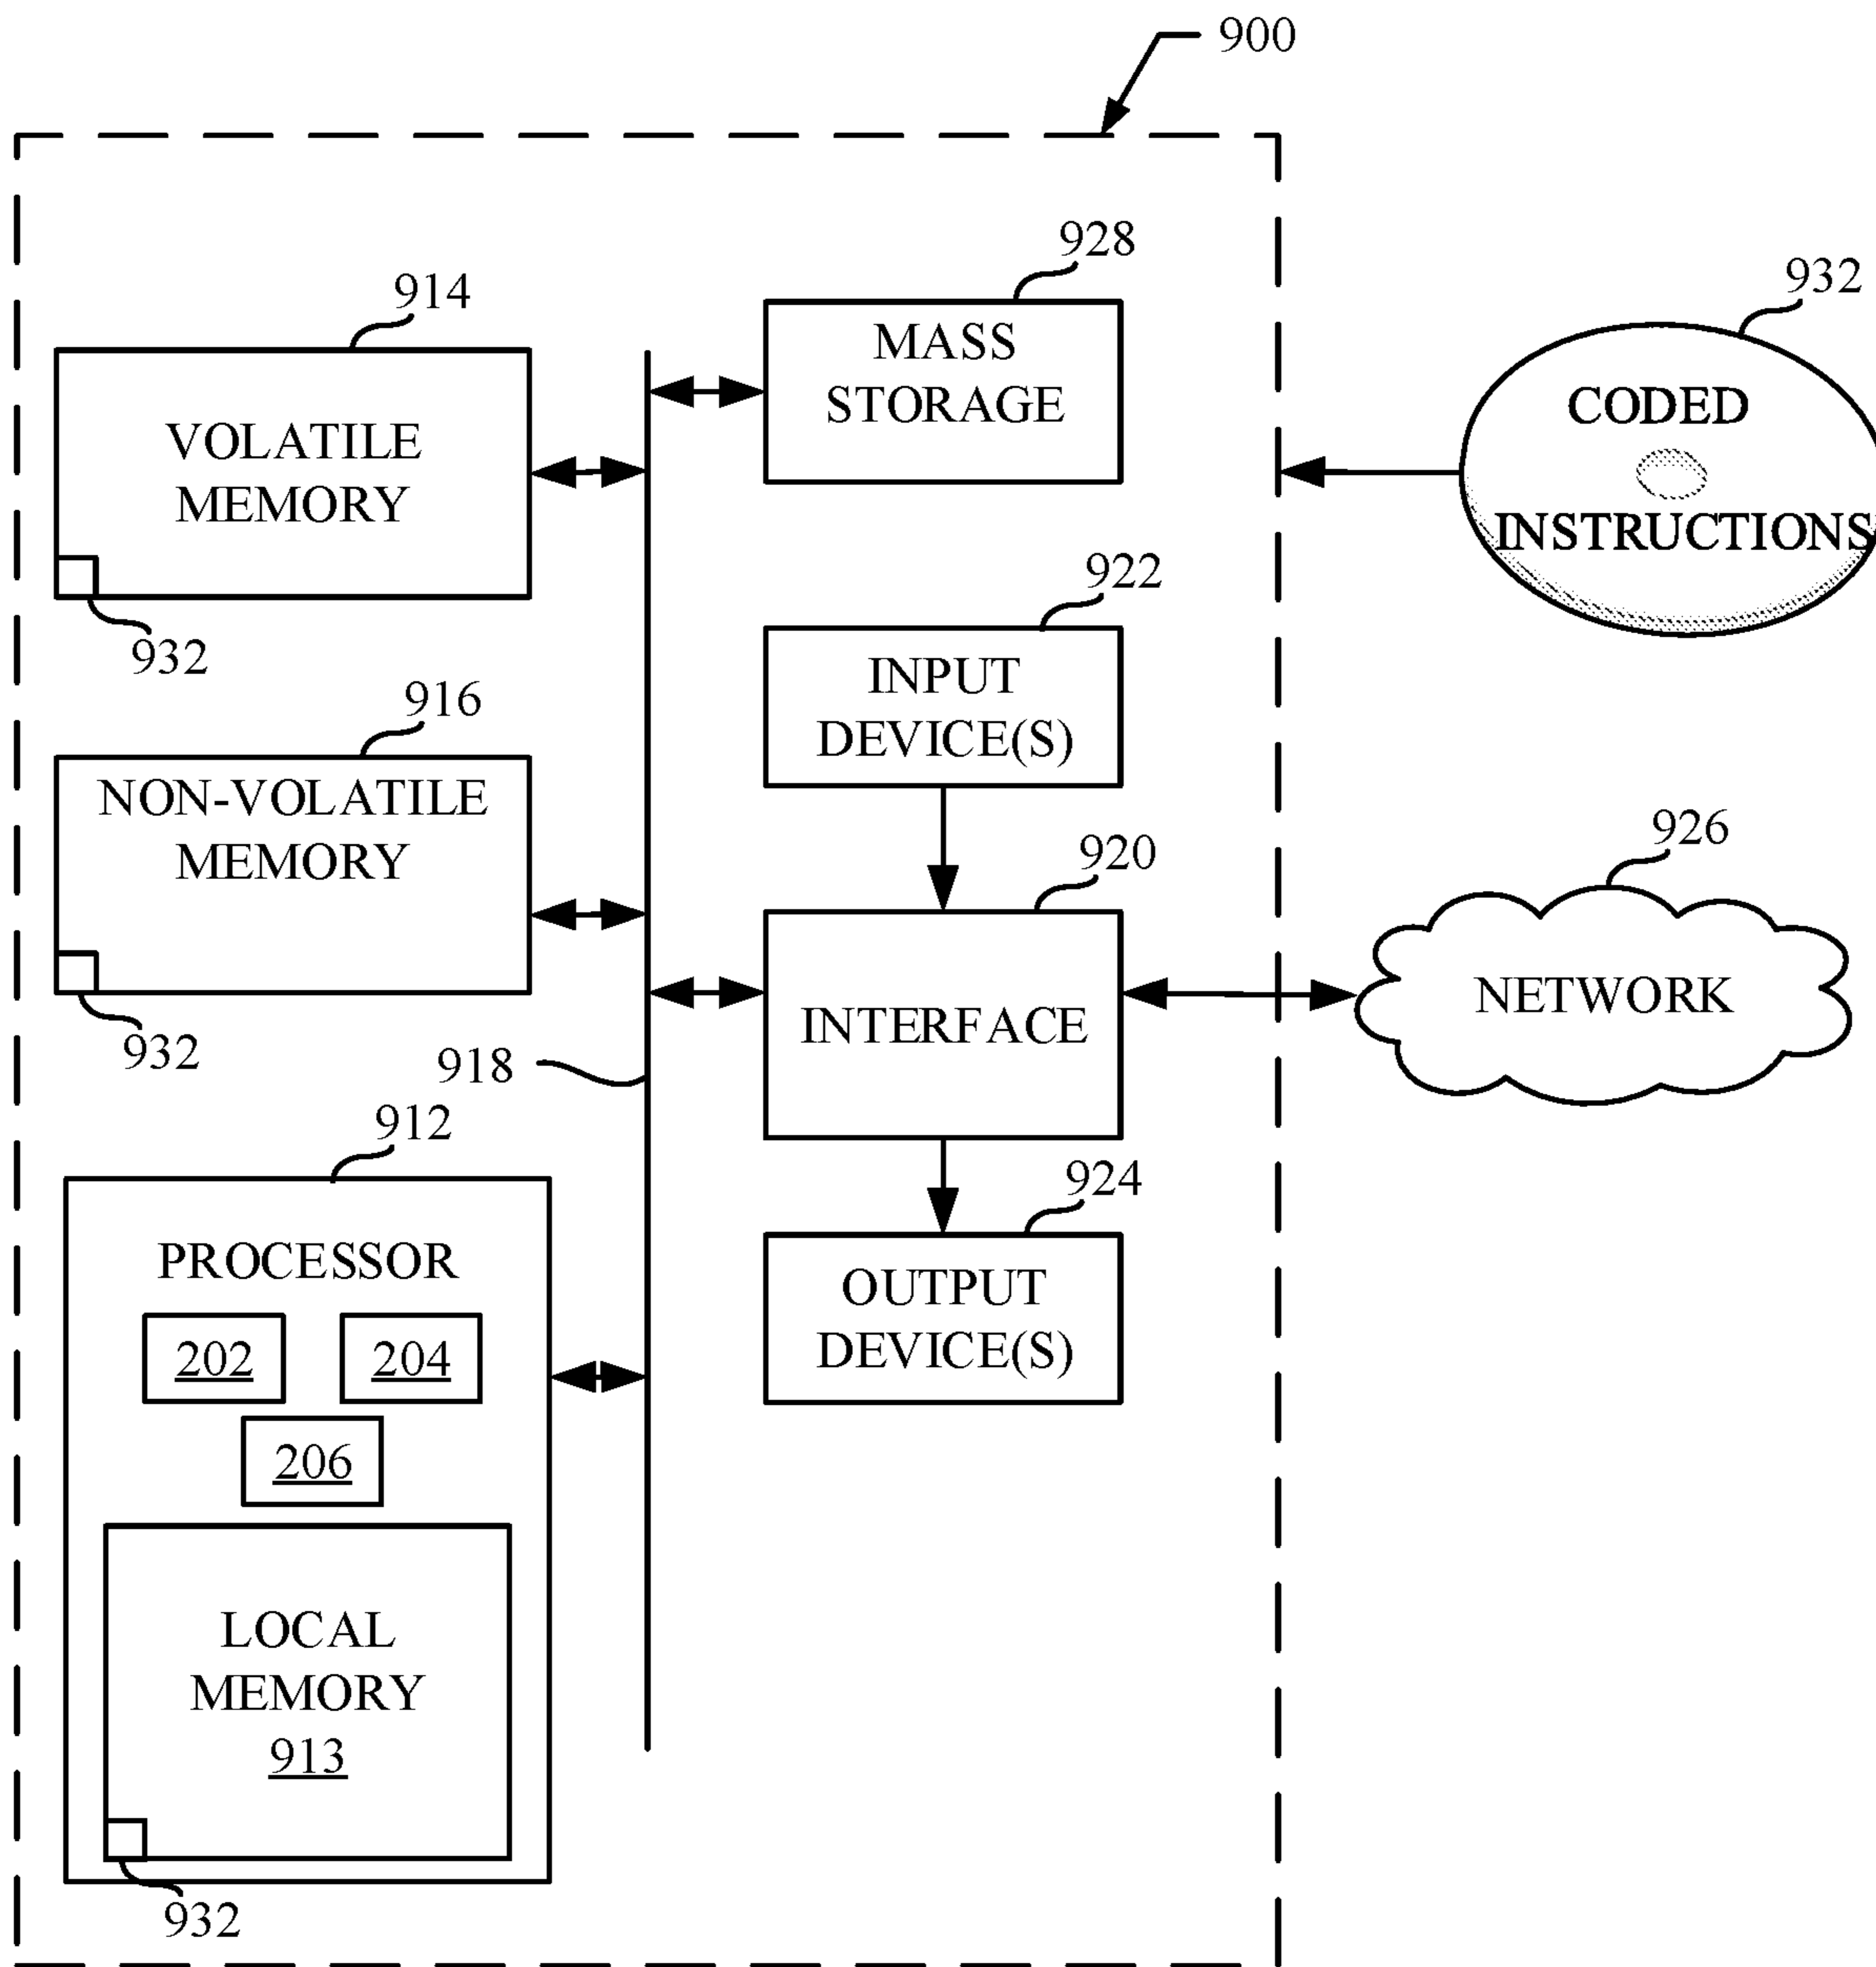 900
914
VOLATILE
MEMORY
932
916
NON-VOLATILE
MEMORY
932
918
912
PROCESSOR
202
204
206
LOCAL
MEMORY
913
932
928
MASS
STORAGE
922
INPUT
DEVICE(S)
920
INTERFACE
924
OUTPUT
DEVICE(S)
932
CODED
INSTRUCTIONS
926
NETWORK